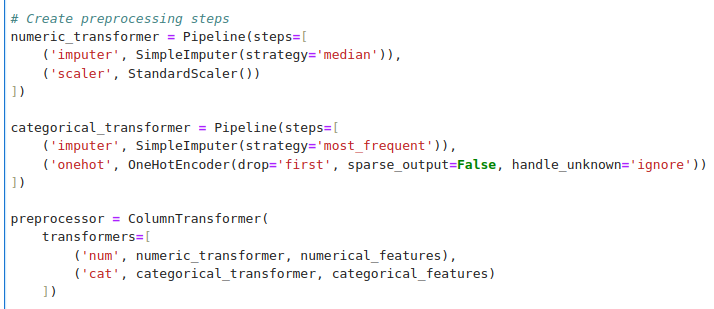 # Create preprocessing steps
numeric_transformer = Pipeline(steps=[
    ('imputer', SimpleImputer(strategy='median')),
    ('scaler', StandardScaler())
])

categorical_transformer = Pipeline(steps=[
    ('imputer', SimpleImputer(strategy='most_frequent')),
    ('onehot', OneHotEncoder(drop='first', sparse_output=False, handle_unknown='ignore'))
])

preprocessor = ColumnTransformer(
    transformers=[
        ('num', numeric_transformer, numerical_features),
        ('cat', categorical_transformer, categorical_features)
    ])